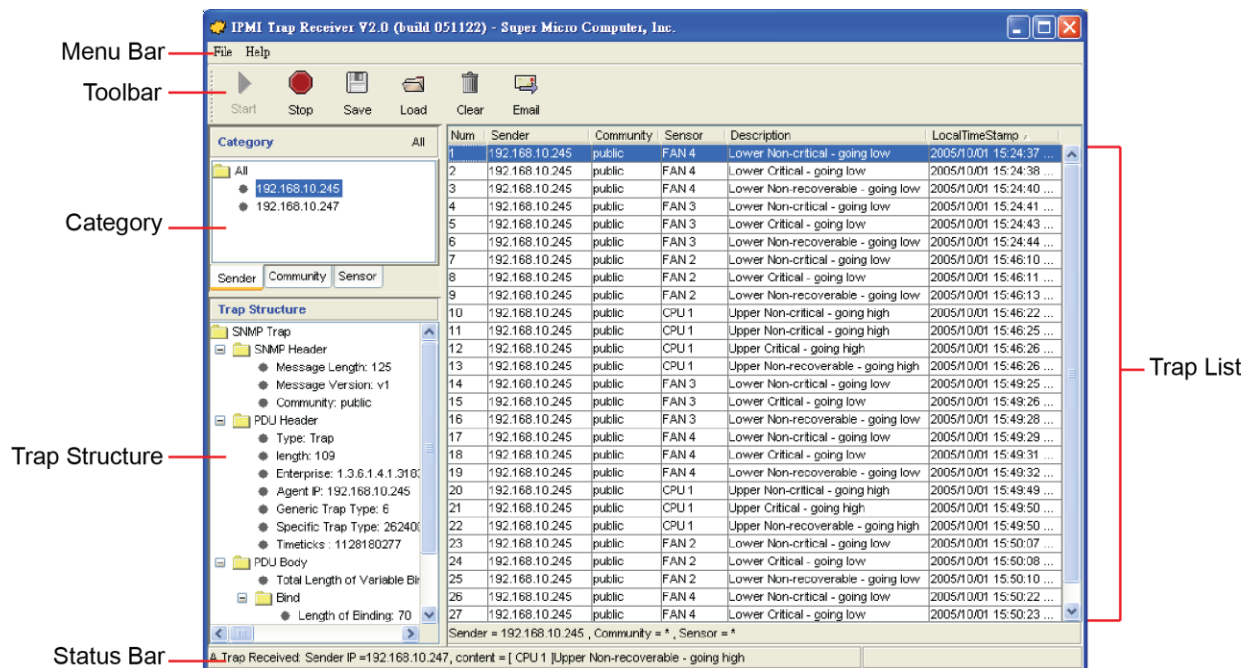 IPMI Trap Receiver V2.0 (build 051122) - Super Micro Computer, Inc.
Menu Bar
File Help
Toolbar
Start Stop Save Load Clear Email
Category All
All
192.168.10.245
192.168.10.247
Category
Sender Community Sensor
Trap Structure
SNMP Trap
SNMP Header
Message Length: 125
Message Version: v1
Community: public
PDU Header
Type: Trap
length: 109
Enterprise: 1.3.6.1.4.1.3183
Agent IP: 192.168.10.245
Generic Trap Type: 6
Specific Trap Type: 262400
Timeticks : 1128180277
PDU Body
Total Length of Variable Bin
Bind
Length of Binding: 70
Trap Structure
Num Sender Community Sensor Description LocalTimeStamp
1 192.168.10.245 public FAN 4 Lower Non-critical - going low 2005/10/01 15:24:37 ...
2 192.168.10.245 public FAN 4 Lower Critical - going low 2005/10/01 15:24:38 ...
3 192.168.10.245 public FAN 4 Lower Non-recoverable - going low 2005/10/01 15:24:40 ...
4 192.168.10.245 public FAN 3 Lower Non-critical - going low 2005/10/01 15:24:41 ...
5 192.168.10.245 public FAN 3 Lower Critical - going low 2005/10/01 15:24:43 ...
6 192.168.10.245 public FAN 3 Lower Non-recoverable - going low 2005/10/01 15:24:44 ...
7 192.168.10.245 public FAN 2 Lower Non-critical - going low 2005/10/01 15:46:10 ...
8 192.168.10.245 public FAN 2 Lower Critical - going low 2005/10/01 15:46:11 ...
9 192.168.10.245 public FAN 2 Lower Non-recoverable - going low 2005/10/01 15:46:13 ...
10 192.168.10.245 public CPU 1 Upper Non-critical - going high 2005/10/01 15:46:22 ...
11 192.168.10.245 public CPU 1 Upper Non-critical - going high 2005/10/01 15:46:25 ...
12 192.168.10.245 public CPU 1 Upper Critical - going high 2005/10/01 15:46:26 ...
13 192.168.10.245 public CPU 1 Upper Non-recoverable - going high 2005/10/01 15:46:26 ...
14 192.168.10.245 public FAN 3 Lower Non-critical - going low 2005/10/01 15:49:25 ...
15 192.168.10.245 public FAN 3 Lower Critical - going low 2005/10/01 15:49:26 ...
16 192.168.10.245 public FAN 3 Lower Non-recoverable - going low 2005/10/01 15:49:28 ...
17 192.168.10.245 public FAN 4 Lower Non-critical - going low 2005/10/01 15:49:29 ...
18 192.168.10.245 public FAN 4 Lower Critical - going low 2005/10/01 15:49:31 ...
19 192.168.10.245 public FAN 4 Lower Non-recoverable - going low 2005/10/01 15:49:32 ...
20 192.168.10.245 public CPU 1 Upper Non-critical - going high 2005/10/01 15:49:49 ...
21 192.168.10.245 public CPU 1 Upper Critical - going high 2005/10/01 15:49:50 ...
22 192.168.10.245 public CPU 1 Upper Non-recoverable - going high 2005/10/01 15:49:50 ...
23 192.168.10.245 public FAN 2 Lower Non-critical - going low 2005/10/01 15:50:07 ...
24 192.168.10.245 public FAN 2 Lower Critical - going low 2005/10/01 15:50:08 ...
25 192.168.10.245 public FAN 2 Lower Non-recoverable - going low 2005/10/01 15:50:10 ...
26 192.168.10.245 public FAN 4 Lower Non-critical - going low 2005/10/01 15:50:22 ...
27 192.168.10.245 public FAN 4 Lower Critical - going low 2005/10/01 15:50:23 ...
Trap List
Sender = 192.168.10.245 , Community = * , Sensor = *
Status Bar
A Trap Received: Sender IP =192.168.10.247, content = [ CPU 1 ]Upper Non-recoverable - going high